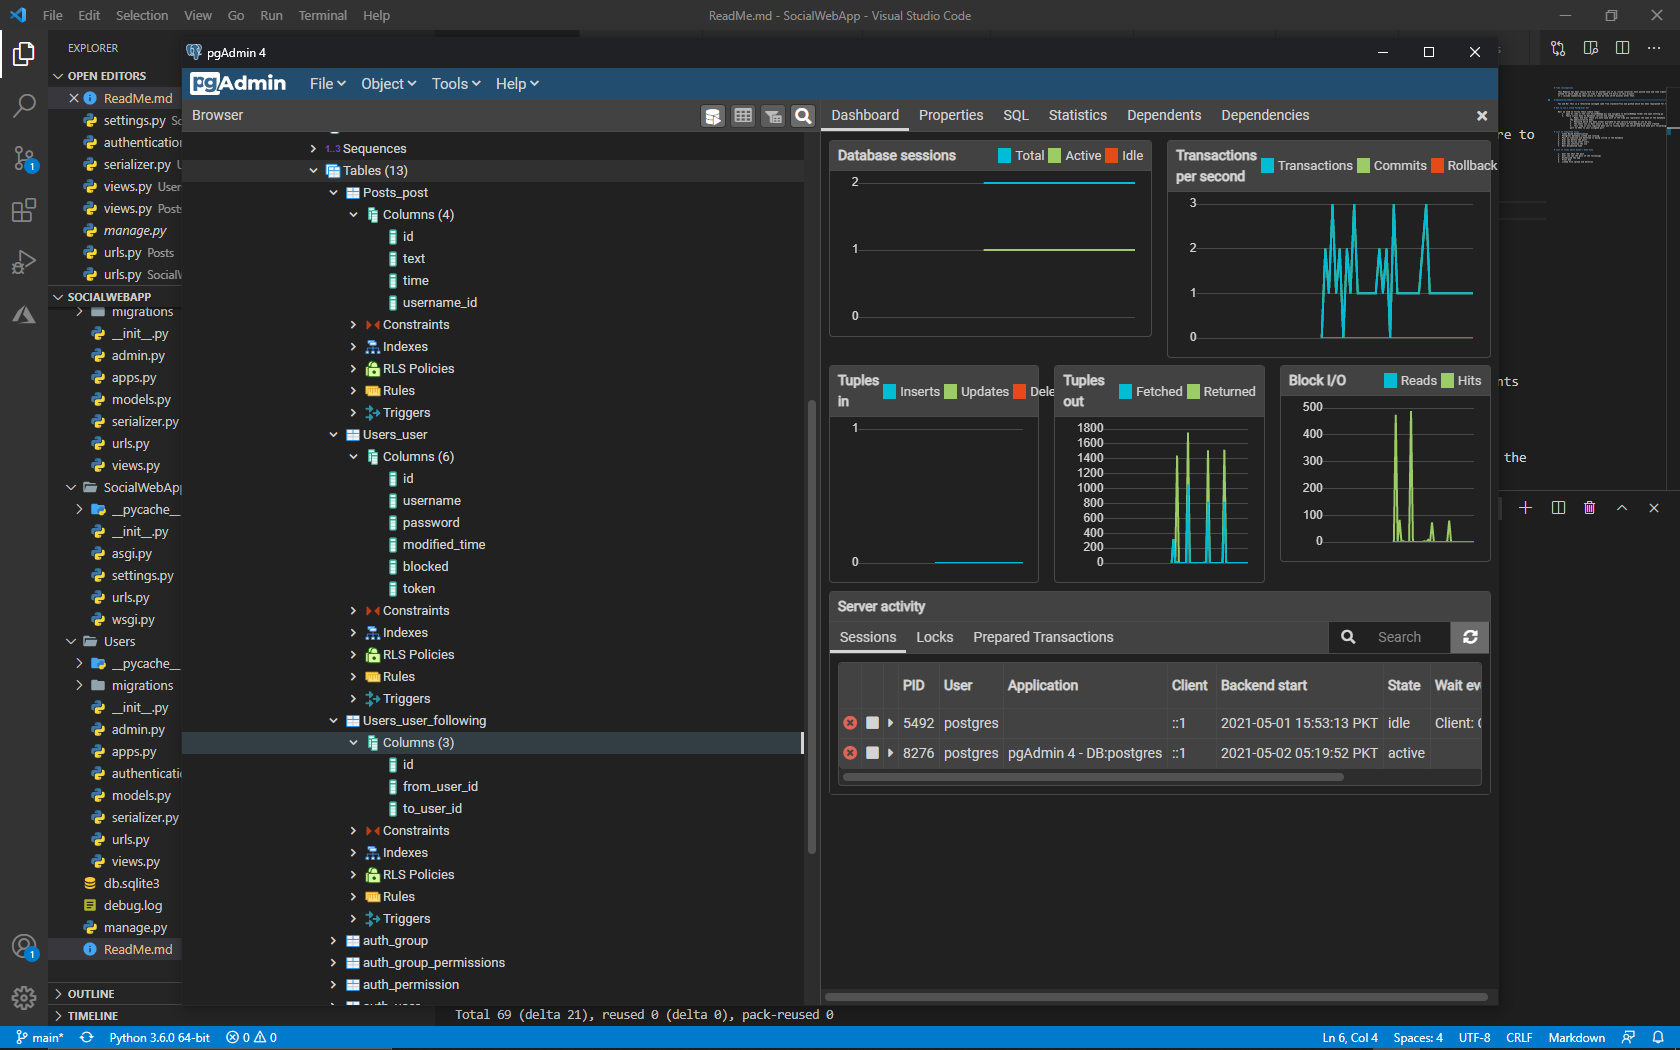 File Edit Selection View Go Run Terminal Help
ReadMe.md - SocialWebApp - Visual Studio Code
EXPLORER
OPEN EDITORS
ReadMe.md
settings.py
authentication
serializer.py
views.py User
views.py Posts
manage.py
urls.py Posts
urls.py Social
SOCIALWEBAPP
migrations
__init__.py
admin.py
apps.py
models.py
serializer.py
urls.py
views.py
SocialWebApp
__pycache__
__init__.py
asgi.py
settings.py
urls.py
wsgi.py
Users
__pycache__
migrations
__init__.py
admin.py
apps.py
authenticati
models.py
serializer.py
urls.py
views.py
db.sqlite3
debug.log
manage.py
ReadMe.md
OUTLINE
TIMELINE
pgAdmin 4
pgAdmin File Object Tools Help
Browser
Sequences
Tables (13)
Posts_post
Columns (4)
id
text
time
username_id
Constraints
Indexes
RLS Policies
Rules
Triggers
Users_user
Columns (6)
id
username
password
modified_time
blocked
token
Constraints
Indexes
RLS Policies
Rules
Triggers
Users_user_following
Columns (3)
id
from_user_id
to_user_id
Constraints
Indexes
RLS Policies
Rules
Triggers
auth_group
auth_group_permissions
auth_permission
Dashboard Properties SQL Statistics Dependents Dependencies
Database sessions Total Active Idle
2
1
0
Transactions per second Transactions Commits Rollback
3
2
1
0
Tuples in Inserts Updates Dele
1
0
Tuples out Fetched Returned
1800
1600
1400
1200
1000
800
600
400
200
0
Block I/O Reads Hits
500
400
300
200
100
0
Server activity
Sessions Locks Prepared Transactions Search
PID User Application Client Backend start State Wait ev
5492 postgres ::1 2021-05-01 15:53:13 PKT idle Client: C
8276 postgres pgAdmin 4 - DB:postgres ::1 2021-05-02 05:19:52 PKT active
re to
nts
the
Total 69 (delta 21), reused 0 (delta 0), pack-reused 0
main* Python 3.6.0 64-bit 0 0 Ln 6, Col 4 Spaces: 4 UTF-8 CRLF Markdown